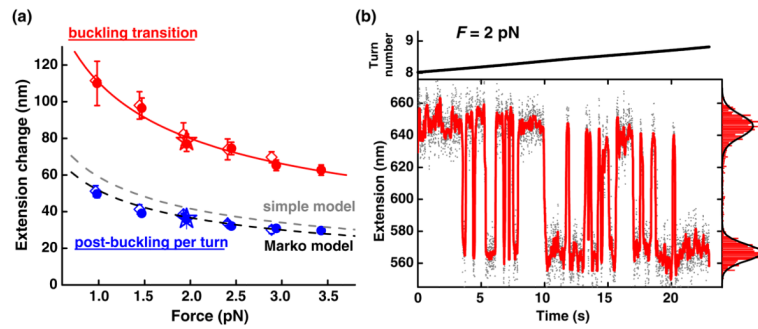 (a)
buckling transition
Extension change (nm)
120
100
80
60
40
20
0
simple model
post-buckling per turn
Marko model
1.0 1.5 2.0 2.5 3.0 3.5
Force (pN)
(b)
F = 2 pN
Turn
number
9
8
Extension (nm)
660
640
620
600
580
560
0 5 10 15 20
Time (s)